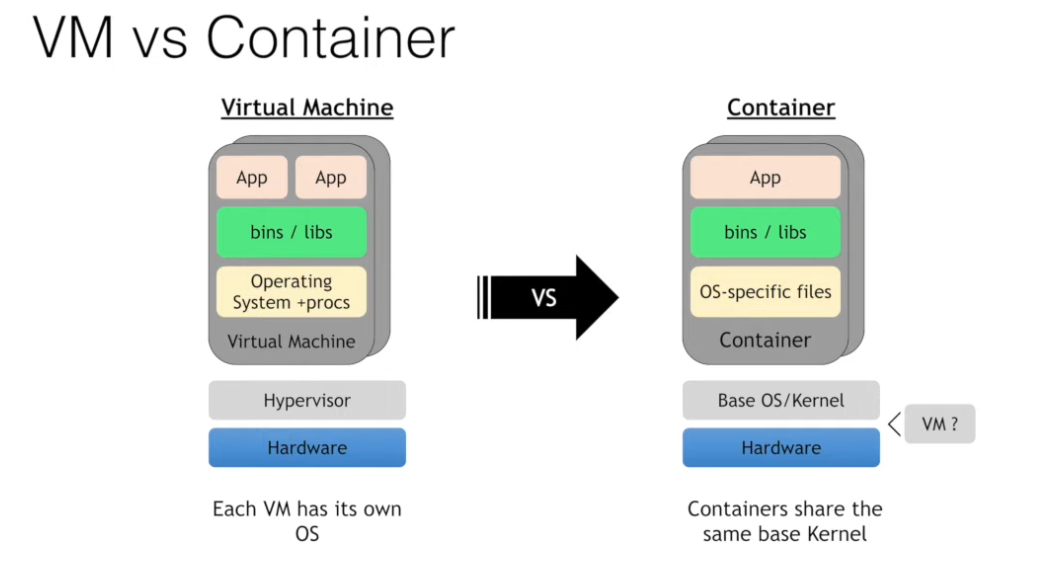 VM vs Container
Virtual Machine
App
App
bins / libs
Operating
System +procs
Virtual Machine
Hypervisor
Hardware
Each VM has its own
OS
VS
Container
App
bins / libs
OS-specific files
Container
Base OS/Kernel
Hardware
VM ?
Containers share the
same base Kernel